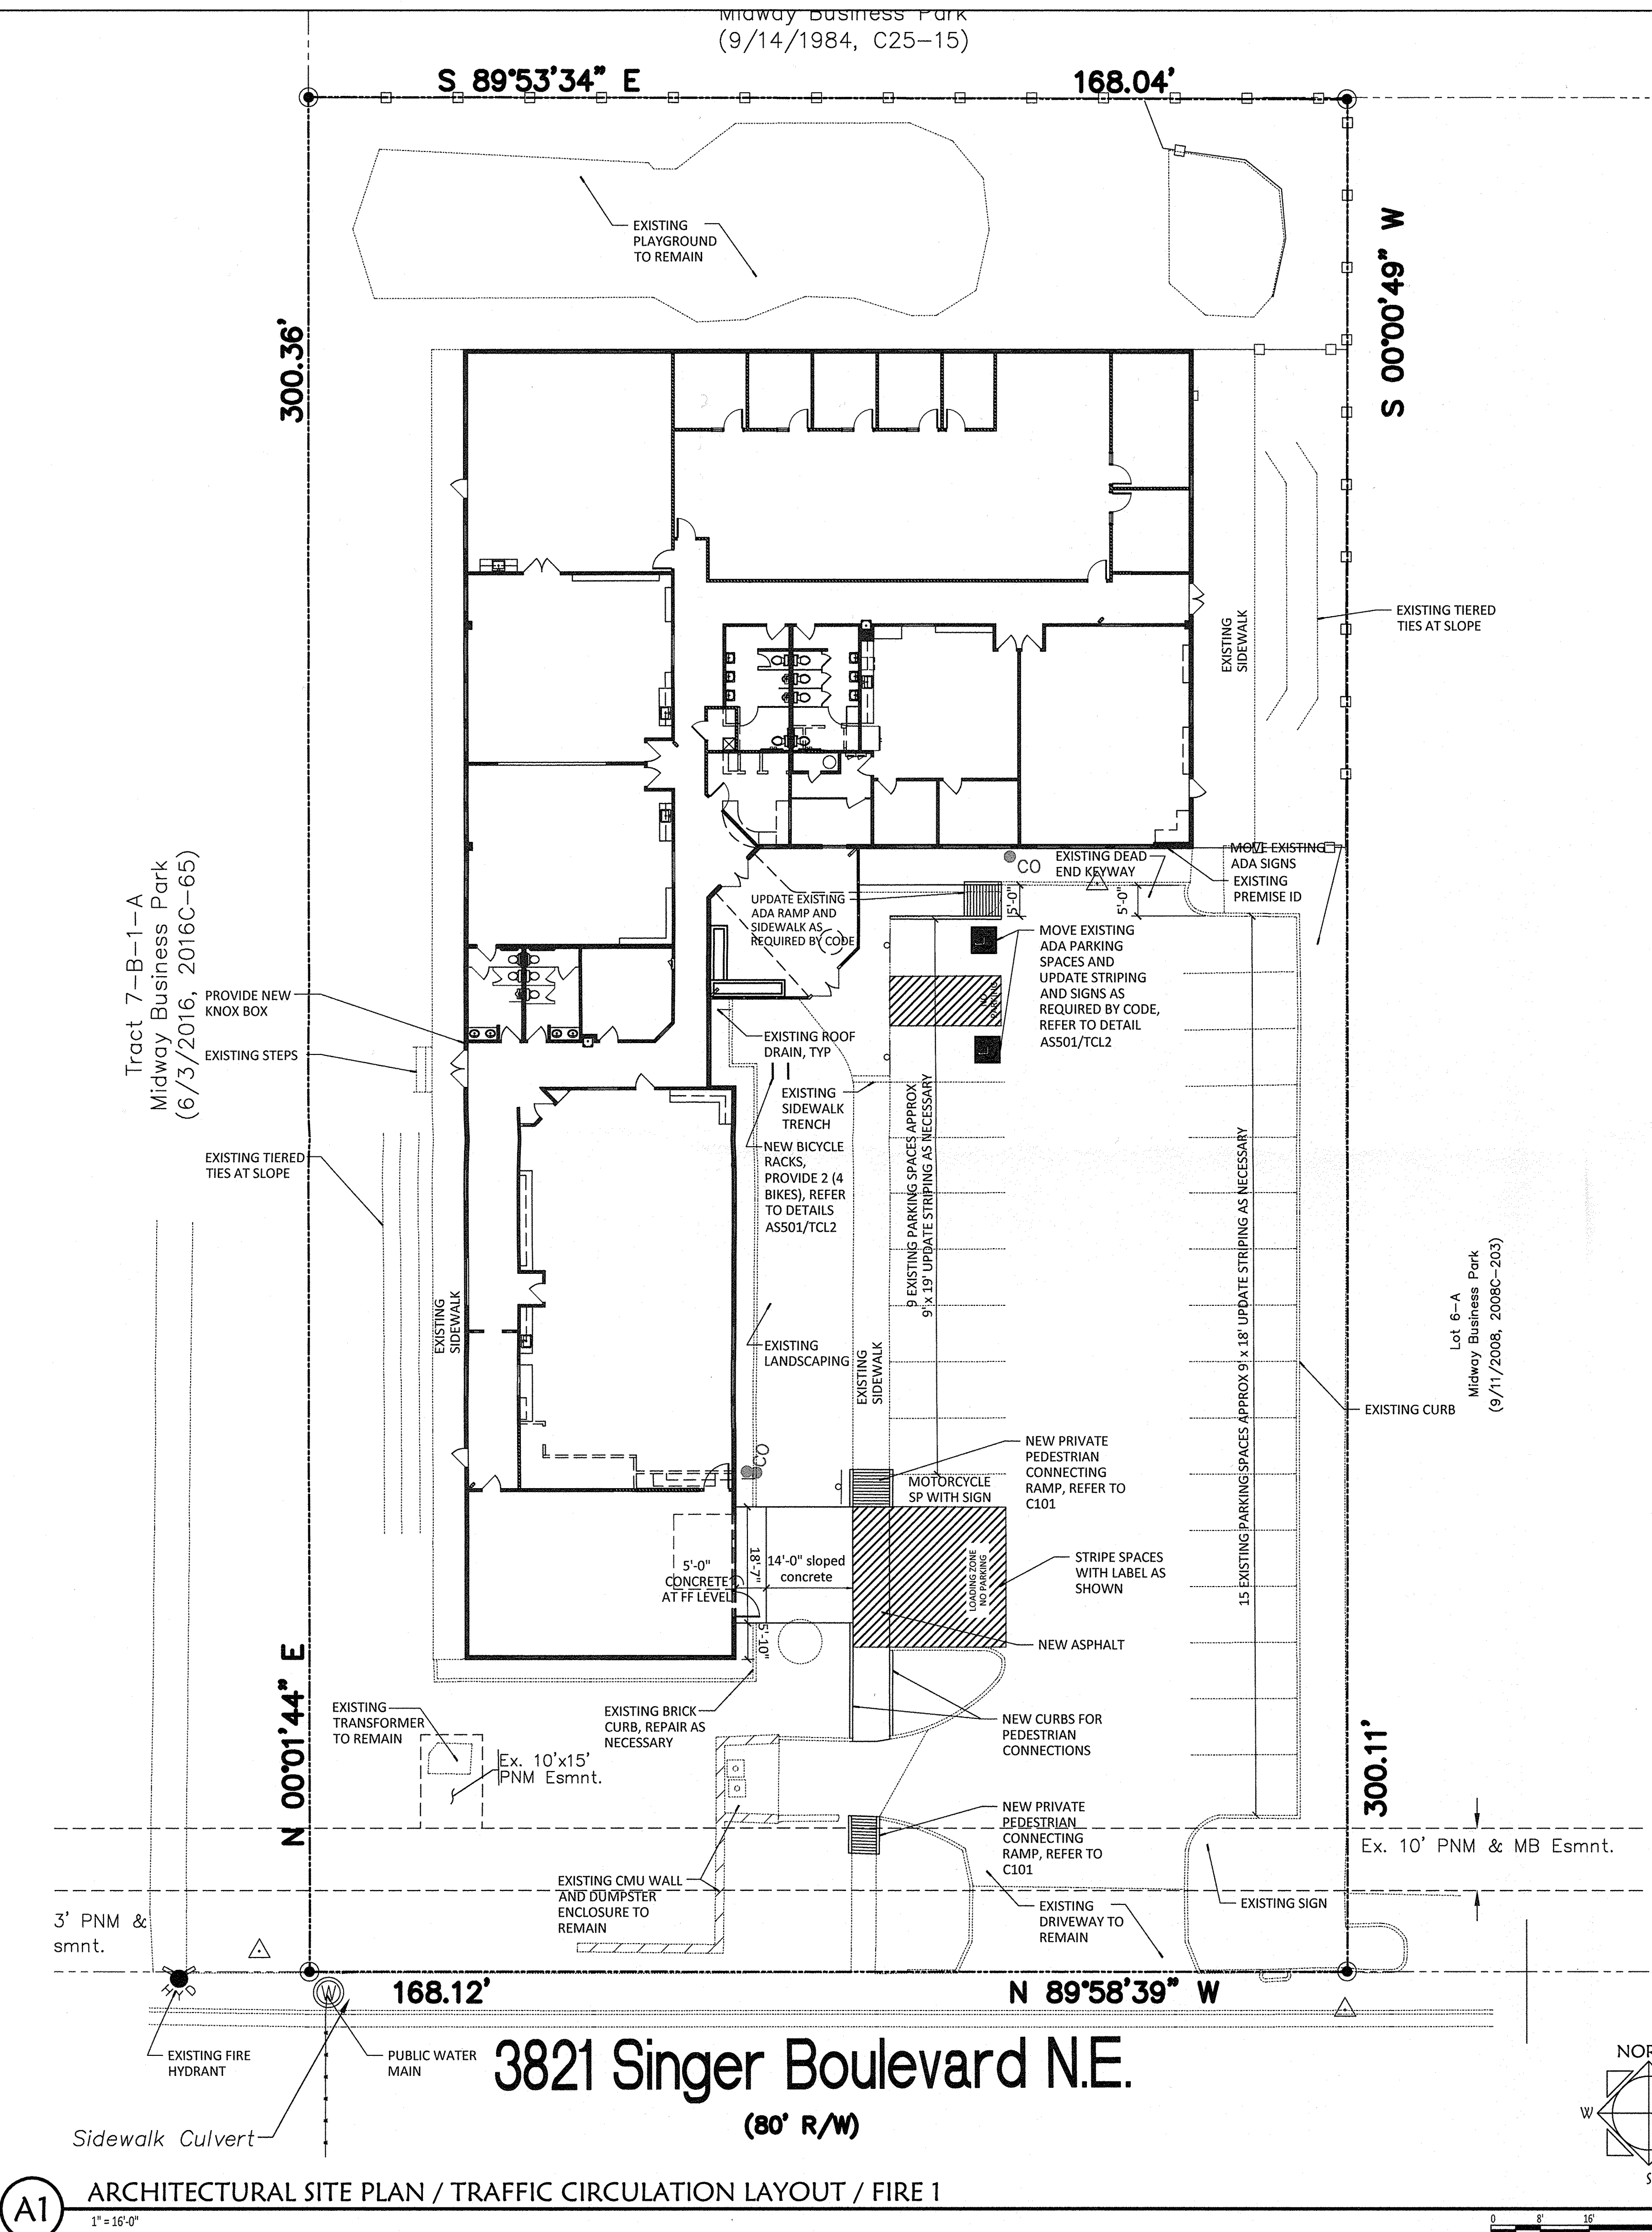 Midway Business Park
(9/14/1984, C25-15)
S 89°53'34" E
168.04'
EXISTING
PLAYGROUND
TO REMAIN
300.36'
S 00°00'49" W
EXISTING TIERED
TIES AT SLOPE
EXISTING
SIDEWALK
Tract 7-B-1-A
Midway Business Park
(6/3/2016, 2016C-65)
CO
EXISTING DEAD
END KEYWAY
MOVE EXISTING
ADA SIGNS
EXISTING
PREMISE ID
5'-0"
5'-0"
UPDATE EXISTING
ADA RAMP AND
SIDEWALK AS
REQUIRED BY CODE
MOVE EXISTING
ADA PARKING
SPACES AND
UPDATE STRIPING
AND SIGNS AS
REQUIRED BY CODE,
REFER TO DETAIL
AS501/TCL2
NO
PARKING
PROVIDE NEW
KNOX BOX
EXISTING STEPS
EXISTING ROOF
DRAIN, TYP
EXISTING
SIDEWALK
TRENCH
NEW BICYCLE
RACKS,
PROVIDE 2 (4
BIKES), REFER
TO DETAILS
AS501/TCL2
EXISTING TIERED
TIES AT SLOPE
9 EXISTING PARKING SPACES APPROX
9' x 19' UPDATE STRIPING AS NECESSARY
15 EXISTING PARKING SPACES APPROX 9' x 18' UPDATE STRIPING AS NECESSARY
Lot 6-A
Midway Business Park
(9/11/2008, 2008C-203)
EXISTING
SIDEWALK
EXISTING
LANDSCAPING
EXISTING
SIDEWALK
EXISTING CURB
CO
NEW PRIVATE
PEDESTRIAN
CONNECTING
RAMP, REFER TO
C101
MOTORCYCLE
SP WITH SIGN
5'-0"
CONCRETE
AT FF LEVEL
18'-7"
14'-0" sloped
concrete
LOADING ZONE
NO PARKING
STRIPE SPACES
WITH LABEL AS
SHOWN
5'-10"
NEW ASPHALT
N 00°01'44" E
EXISTING
TRANSFORMER
TO REMAIN
EXISTING BRICK
CURB, REPAIR AS
NECESSARY
NEW CURBS FOR
PEDESTRIAN
CONNECTIONS
300.11'
Ex. 10'x15'
PNM Esmnt.
NEW PRIVATE
PEDESTRIAN
CONNECTING
RAMP, REFER TO
C101
Ex. 10' PNM & MB Esmnt.
EXISTING CMU WALL
AND DUMPSTER
ENCLOSURE TO
REMAIN
EXISTING
DRIVEWAY TO
REMAIN
EXISTING SIGN
3' PNM &
smnt.
HYD
W
168.12'
N 89°58'39" W
EXISTING FIRE
HYDRANT
PUBLIC WATER
MAIN
3821 Singer Boulevard N.E.
(80' R/W)
Sidewalk Culvert
NOR
W
S
A1
ARCHITECTURAL SITE PLAN / TRAFFIC CIRCULATION LAYOUT / FIRE 1
1" = 16'-0"
0 8' 16'